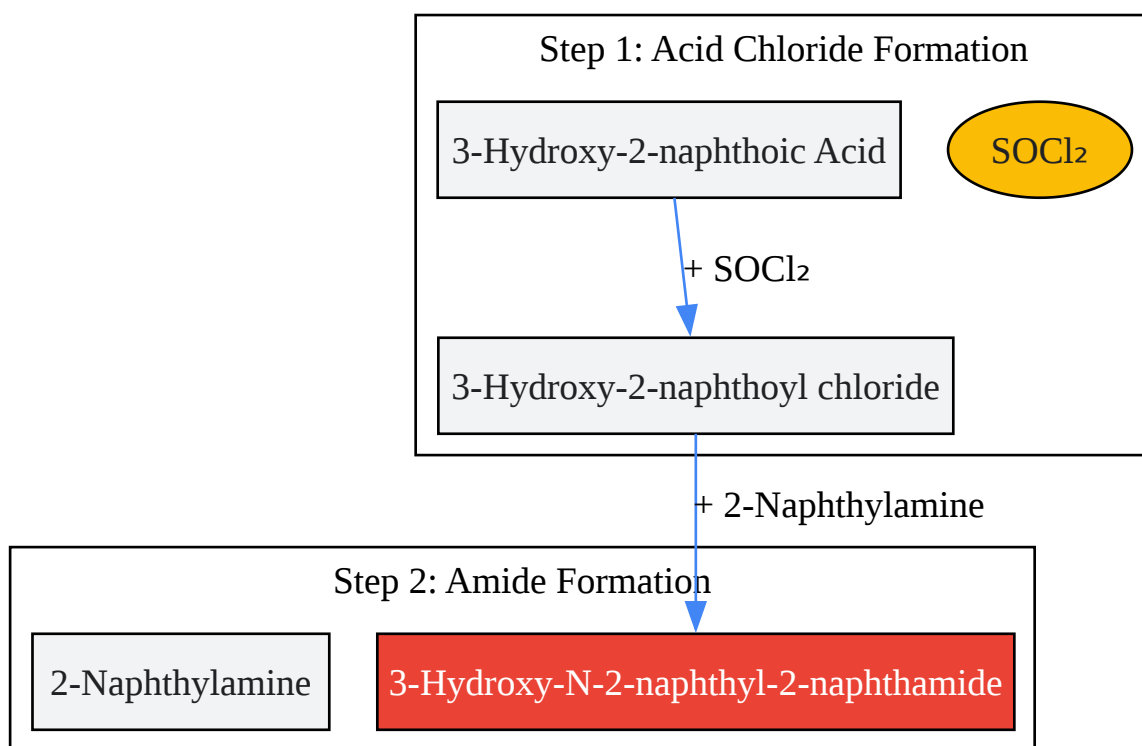 Step 1: Acid Chloride Formation
3-Hydroxy-2-naphthoic Acid
SOCl₂
+ SOCl₂
3-Hydroxy-2-naphthoyl chloride
+ 2-Naphthylamine
Step 2: Amide Formation
2-Naphthylamine
3-Hydroxy-N-2-naphthyl-2-naphthamide